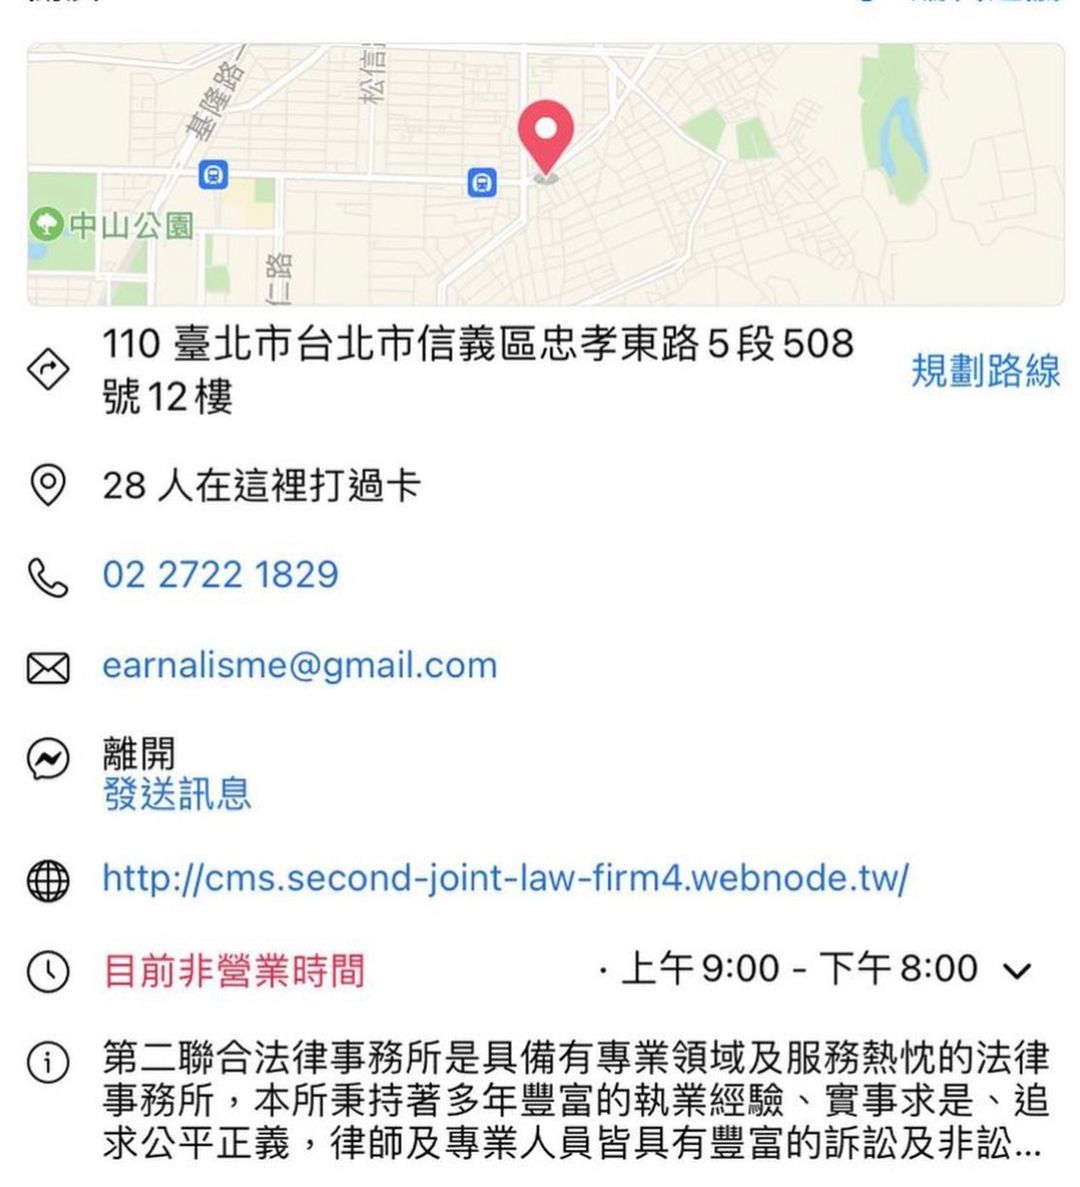 基隆路一
松信
中山公園
仁路
110 臺北市台北市信義區忠孝東路5段508
號12樓
規劃路線
28 人在這裡打過卡
02 2722 1829
earnalisme@gmail.com
離開
發送訊息
http://cms.second-joint-law-firm4.webnode.tw/
目前非營業時間 · 上午9:00 - 下午8:00
第二聯合法律事務所是具備有專業領域及服務熱忱的法律
事務所，本所秉持著多年豐富的執業經驗、實事求是、追
求公平正義，律師及專業人員皆具有豐富的訴訟及非訟...